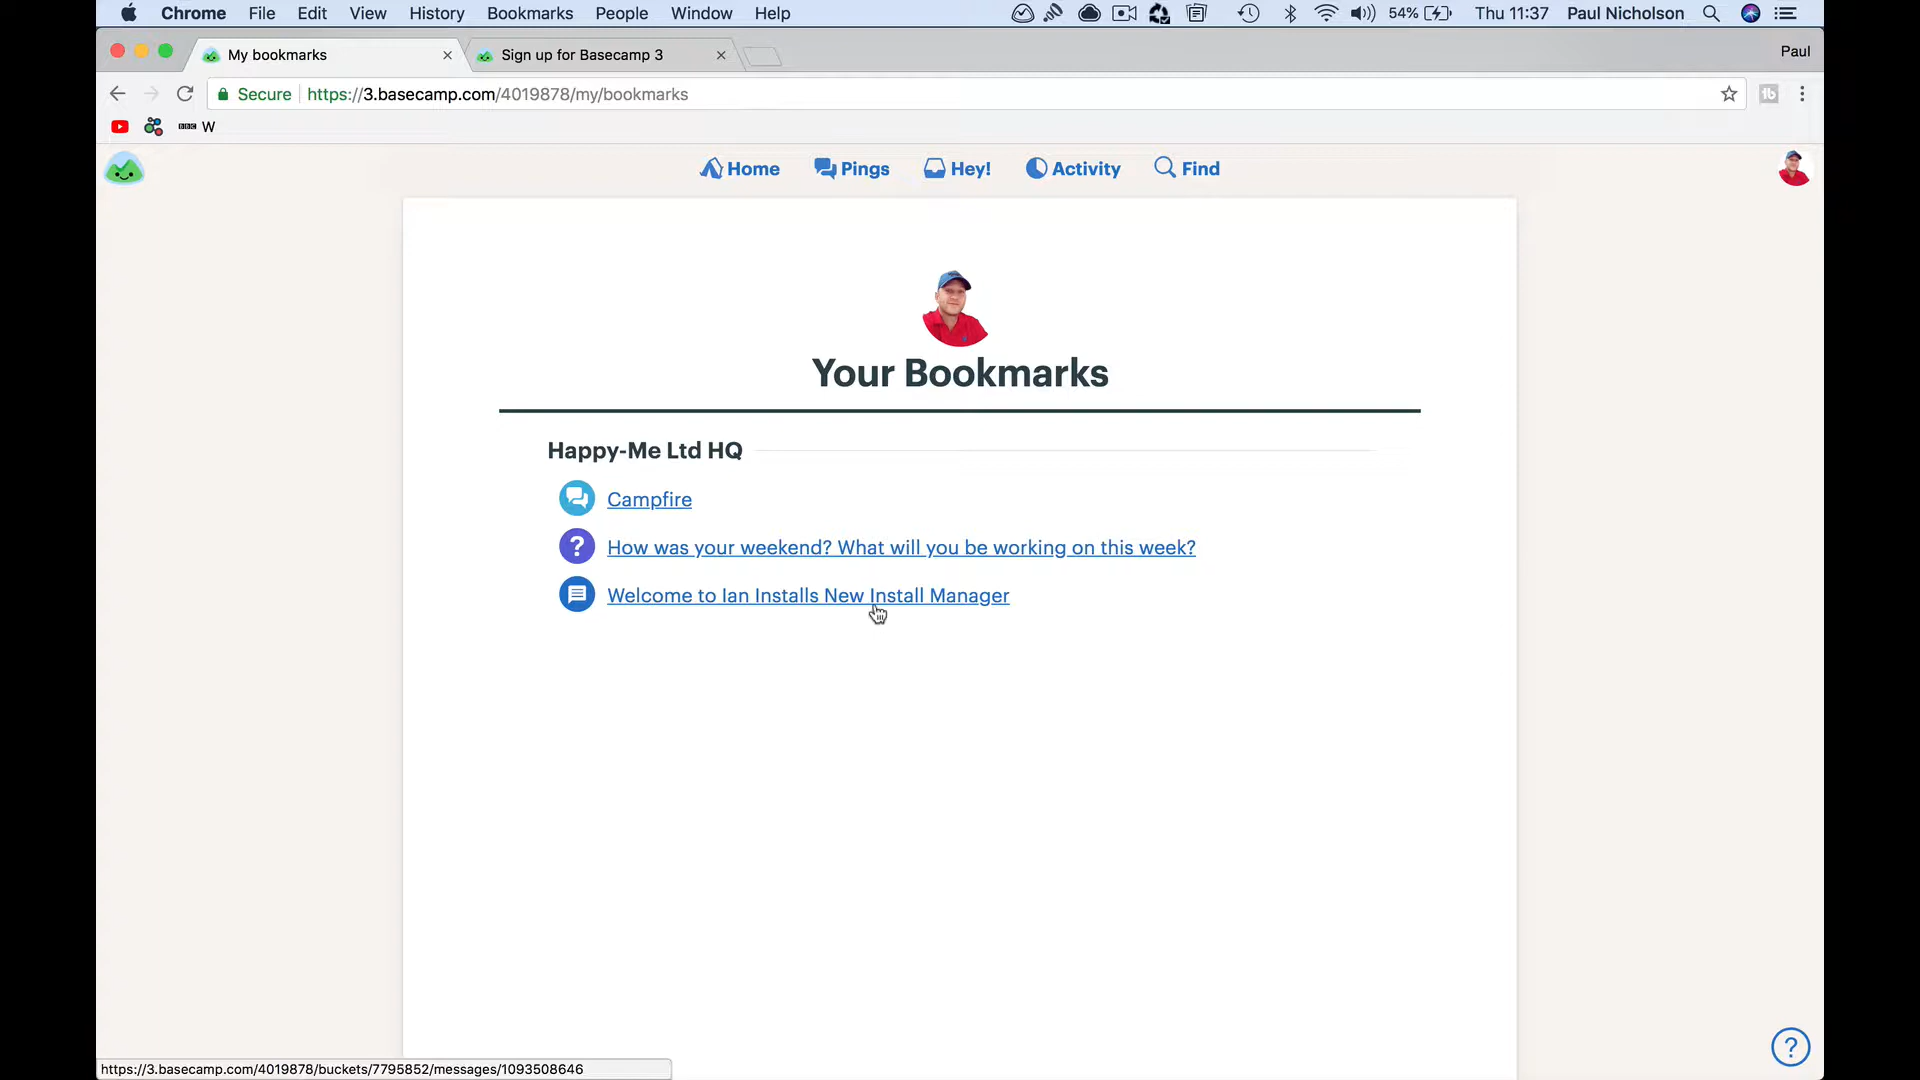 Chrome File Edit View History Bookmarks People Window Help 54% Thu 11:37 Paul Nicholson
My bookmarks Sign up for Basecamp 3 Paul
Secure https://3.basecamp.com/4019878/my/bookmarks
BBC W
Home Pings Hey! Activity Find
Your Bookmarks
Happy-Me Ltd HQ
Campfire
? How was your weekend? What will you be working on this week?
Welcome to Ian Installs New Install Manager
?
https://3.basecamp.com/4019878/buckets/7795852/messages/1093508646